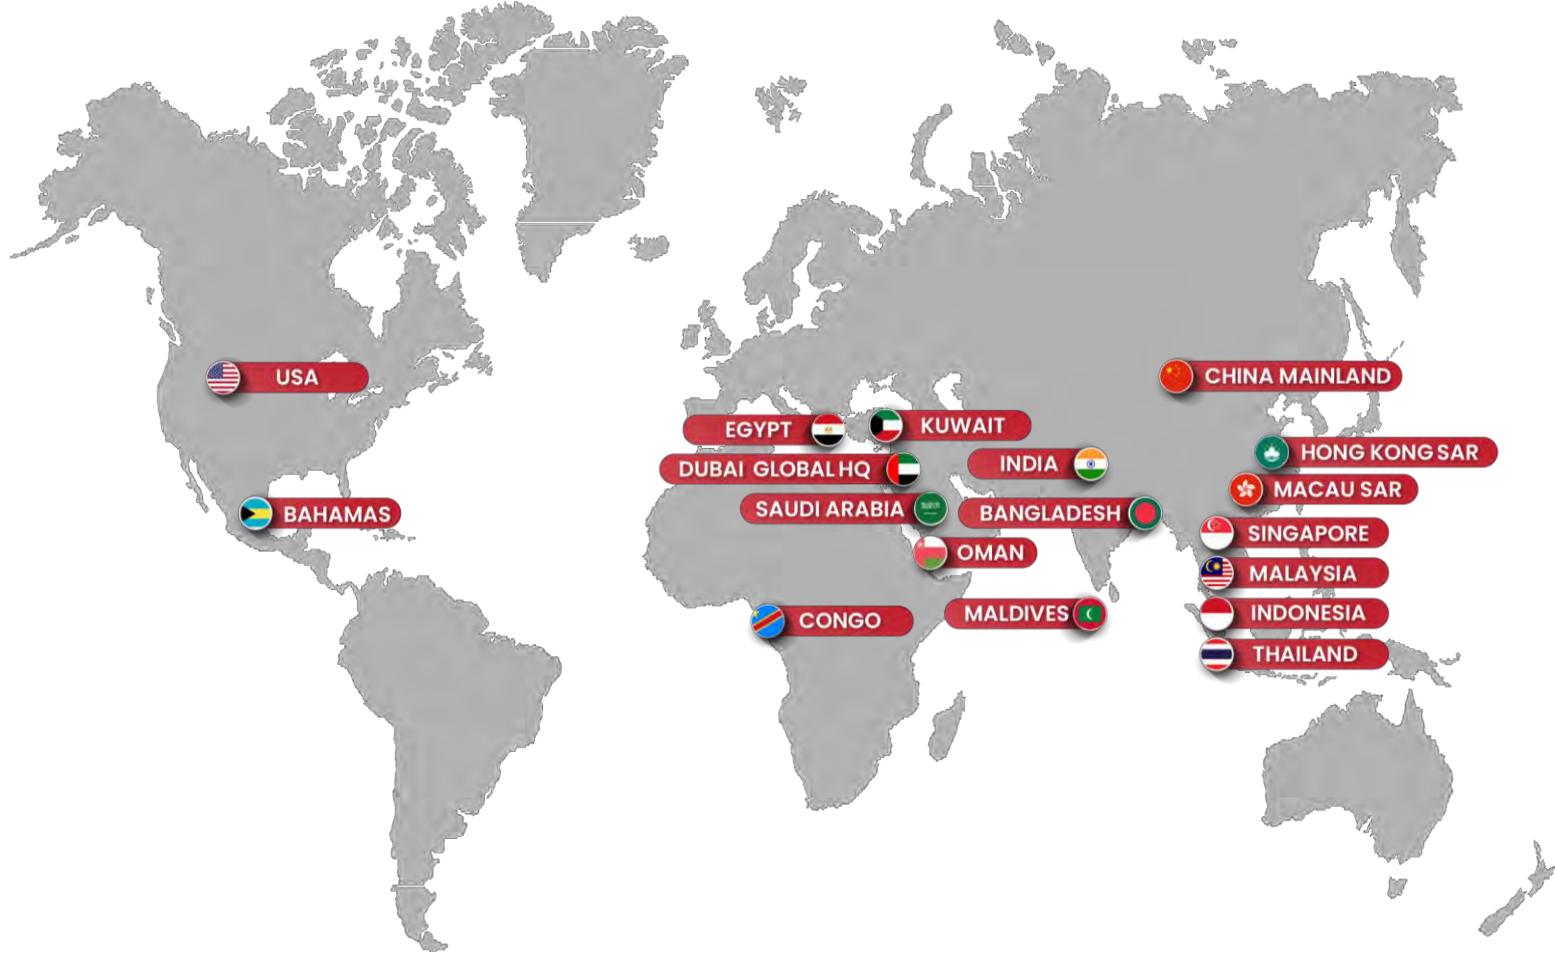 USA
CHINA MAINLAND
EGYPT
KUWAIT
HONG KONG SAR
DUBAI GLOBAL HQ
INDIA
MACAU SAR
BAHAMAS
SAUDI ARABIA
BANGLADESH
SINGAPORE
OMAN
MALAYSIA
CONGO
MALDIVES
INDONESIA
THAILAND